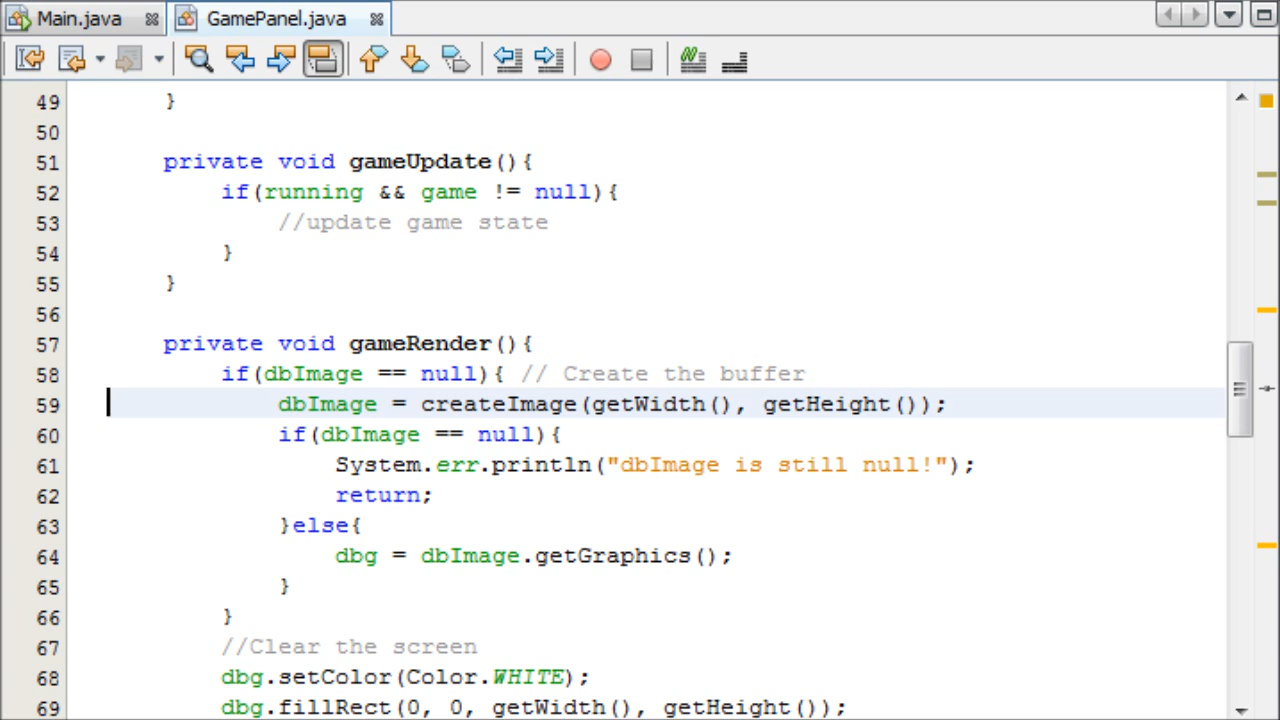 Main.java GamePanel.java
49 }
50
51 private void gameUpdate(){
52 if(running && game != null){
53 //update game state
54 }
55 }
56
57 private void gameRender(){
58 if(dbImage == null){ // Create the buffer
59 dbImage = createImage(getWidth(), getHeight());
60 if(dbImage == null){
61 System.err.println("dbImage is still null!");
62 return;
63 }else{
64 dbg = dbImage.getGraphics();
65 }
66 }
67 //Clear the screen
68 dbg.setColor(Color.WHITE);
69 dbg.fillRect(0, 0, getWidth(), getHeight());